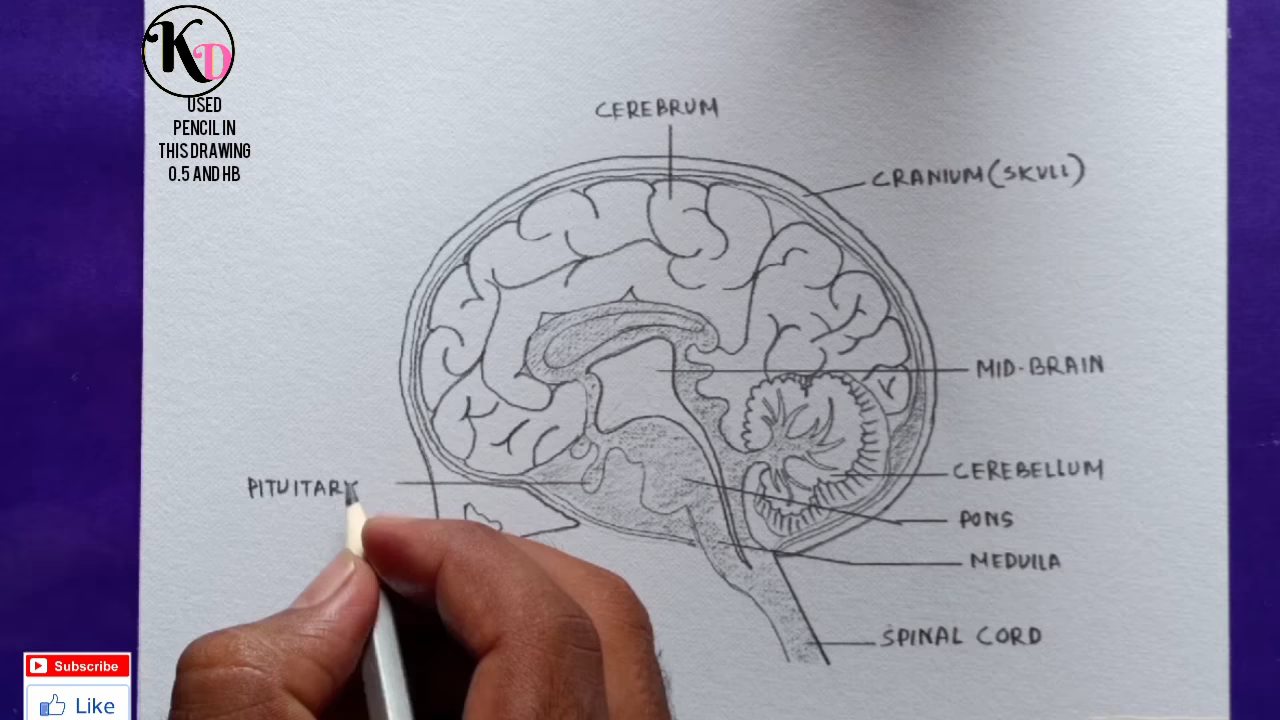 KD
USED
PENCIL IN
THIS DRAWING
0.5 AND HB
CEREBRUM
CRANIUM (SKULL)
MID-BRAIN
CEREBELLUM
PITUITARY
PONS
MEDULLA
SPINAL CORD
Subscribe
Like